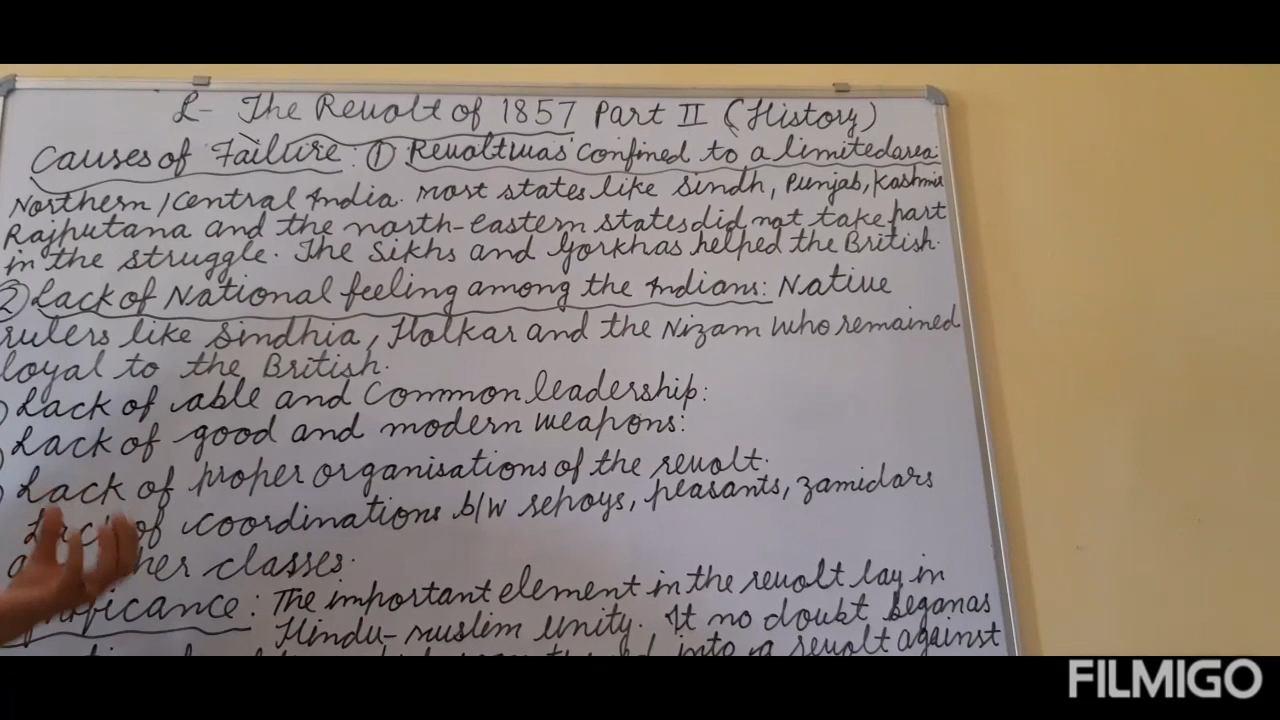 L- The Revolt of 1857 Part II (History)
Causes of Failure: ① Revolt was confined to a limited area:
Northern/Central India. Most states like Sindh, Punjab, Kashmir
Rajputana and the north-eastern states did not take part
in the struggle. The Sikhs and Gorkhas helped the British.
② Lack of National feeling among the Indians: Native
rulers like Sindhia, Holkar and the Nizam who remained
loyal to the British.
Lack of able and Common leadership:
Lack of good and modern weapons:
Lack of proper organisations of the revolt.
of coordinations b/w sepoys, peasants, zamidars
classes.
: The important element in the revolt lay in
Hindu-muslim unity. It no doubt began as
into a revolt against
FILMIGO